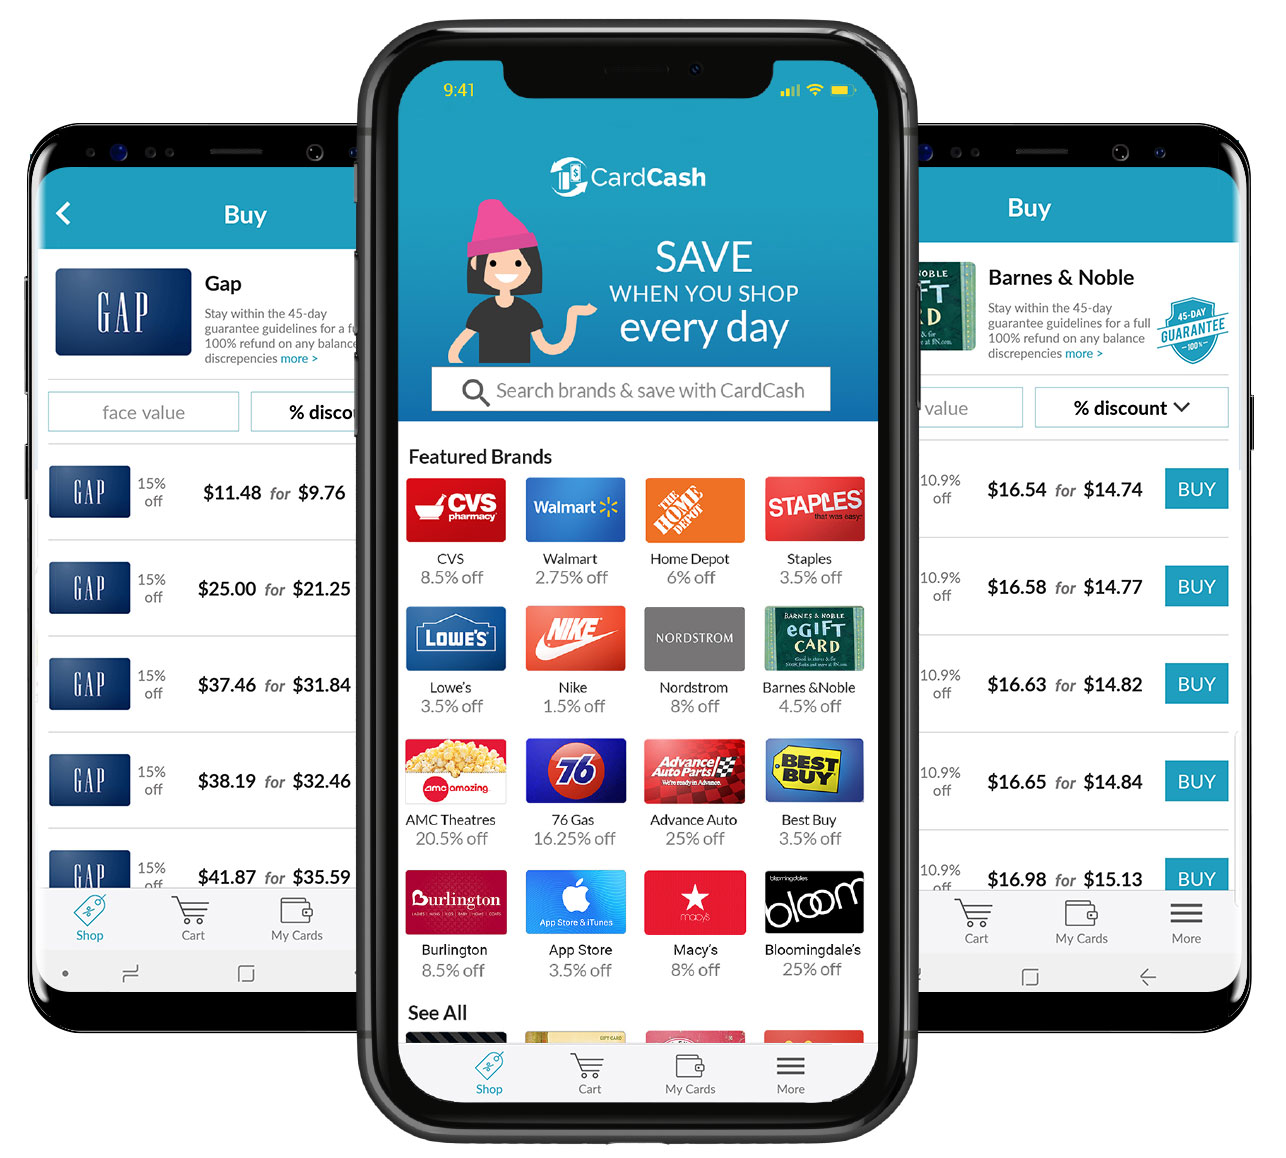 Buy
GAP
Gap
Stay within the 45-day
guarantee guidelines for a fu
100% refund on any balance
discrepencies more >
face value
% discou
GAP
15%
off
$11.48 for $9.76
GAP
15%
off
$25.00 for $21.25
GAP
15%
off
$37.46 for $31.84
GAP
15%
off
$38.19 for $32.46
GAP
15%
off
$41.87 for $35.59
Shop
Cart
My Cards
9:41
CardCash
SAVE
WHEN YOU SHOP
every day
Search brands & save with CardCash
Featured Brands
CVS
pharmacy
Walmart
THE
HOME
DEPOT
STAPLES
that was easy.
CVS
8.5% off
Walmart
2.75% off
Home Depot
6% off
Staples
3.5% off
LOWE'S
NIKE
NORDSTROM
BARNES & NOBLE
eGIFT
CARD
Lowe's
3.5% off
Nike
1.5% off
Nordstrom
8% off
Barnes &Noble
4.5% off
amc amazing
76
Advance
Auto Parts
We're ready in Advance.
BEST
BUY
AMC Theatres
20.5% off
76 Gas
16.25% off
Advance Auto
25% off
Best Buy
3.5% off
Burlington
App Store & iTunes
macy's
bloomingdales
bloom
Burlington
8.5% off
App Store
3.5% off
Macy's
8% off
Bloomingdale's
25% off
See All
GIFT CARD
Shop
Cart
My Cards
More
Buy
NOBLE
FT
RD
Barnes & Noble
Stay within the 45-day
guarantee guidelines for a full
100% refund on any balance
discrepencies more >
45-DAY
GUARANTEE
100%
value
% discount
10.9%
off
$16.54 for $14.74
BUY
10.9%
off
$16.58 for $14.77
BUY
10.9%
off
$16.63 for $14.82
BUY
10.9%
off
$16.65 for $14.84
BUY
10.9%
off
$16.98 for $15.13
BUY
Cart
My Cards
More